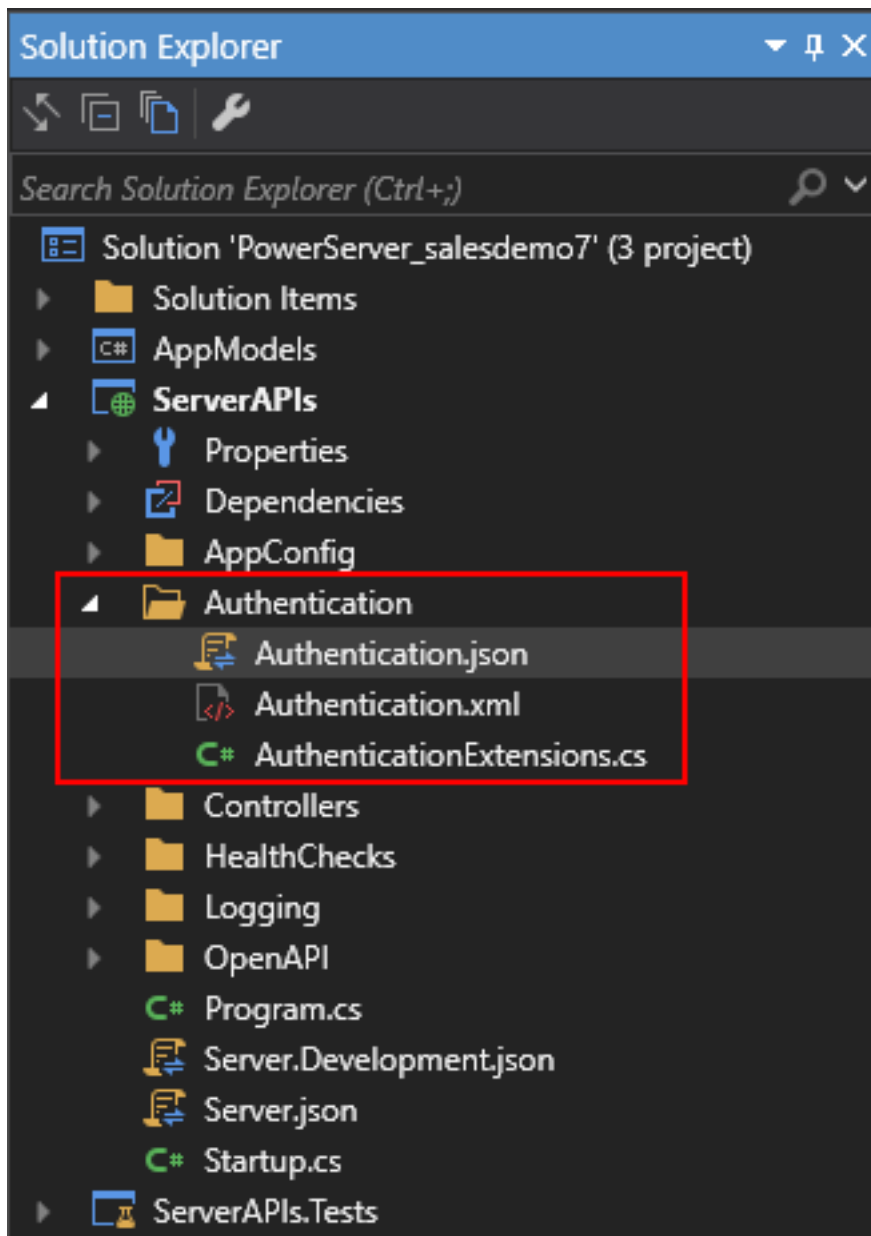 Solution Explorer
Search Solution Explorer (Ctrl+;)
Solution 'PowerServer_salesdemo7' (3 project)
Solution Items
C# AppModels
ServerAPIs
Properties
Dependencies
AppConfig
Authentication
Authentication.json
Authentication.xml
C# AuthenticationExtensions.cs
Controllers
HealthChecks
Logging
OpenAPI
C# Program.cs
Server.Development.json
Server.json
C# Startup.cs
ServerAPIs.Tests